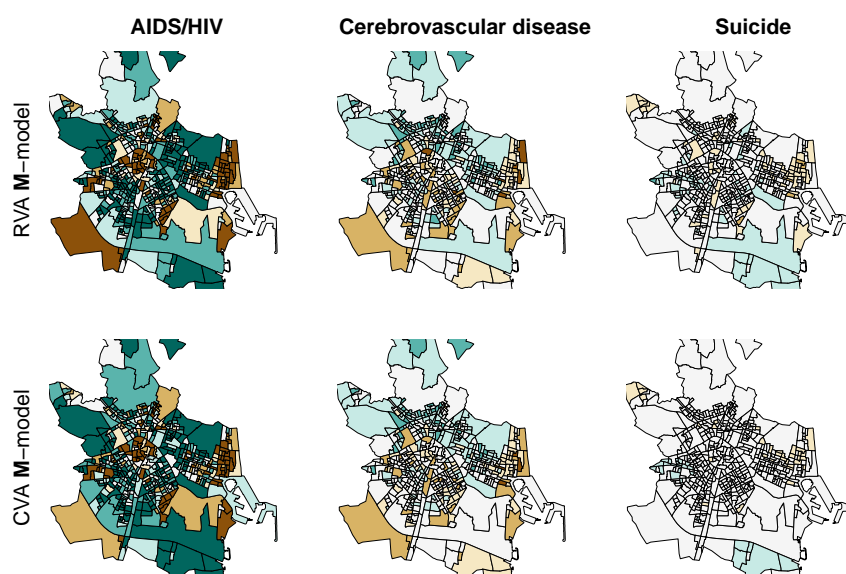 AIDS/HIV Cerebrovascular disease Suicide
RVA M−model
CVA M−model